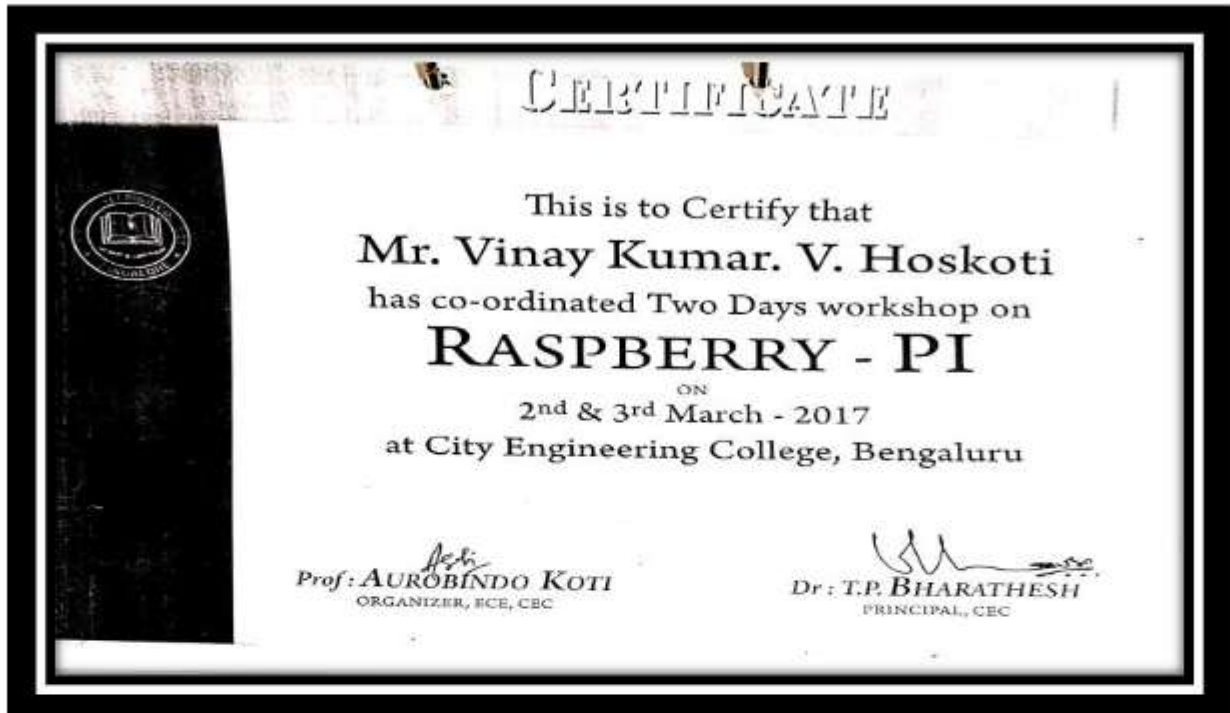 CERTIFICATE
This is to Certify that
Mr. Vinay Kumar. V. Hoskoti
has co-ordinated Two Days workshop on
RASPBERRY - PI
ON
2nd & 3rd March - 2017
at City Engineering College, Bengaluru
Prof : AUROBINDO KOTI
ORGANIZER, ECE, CEC
Dr : T.P. BHARATHESH
PRINCIPAL, CEC